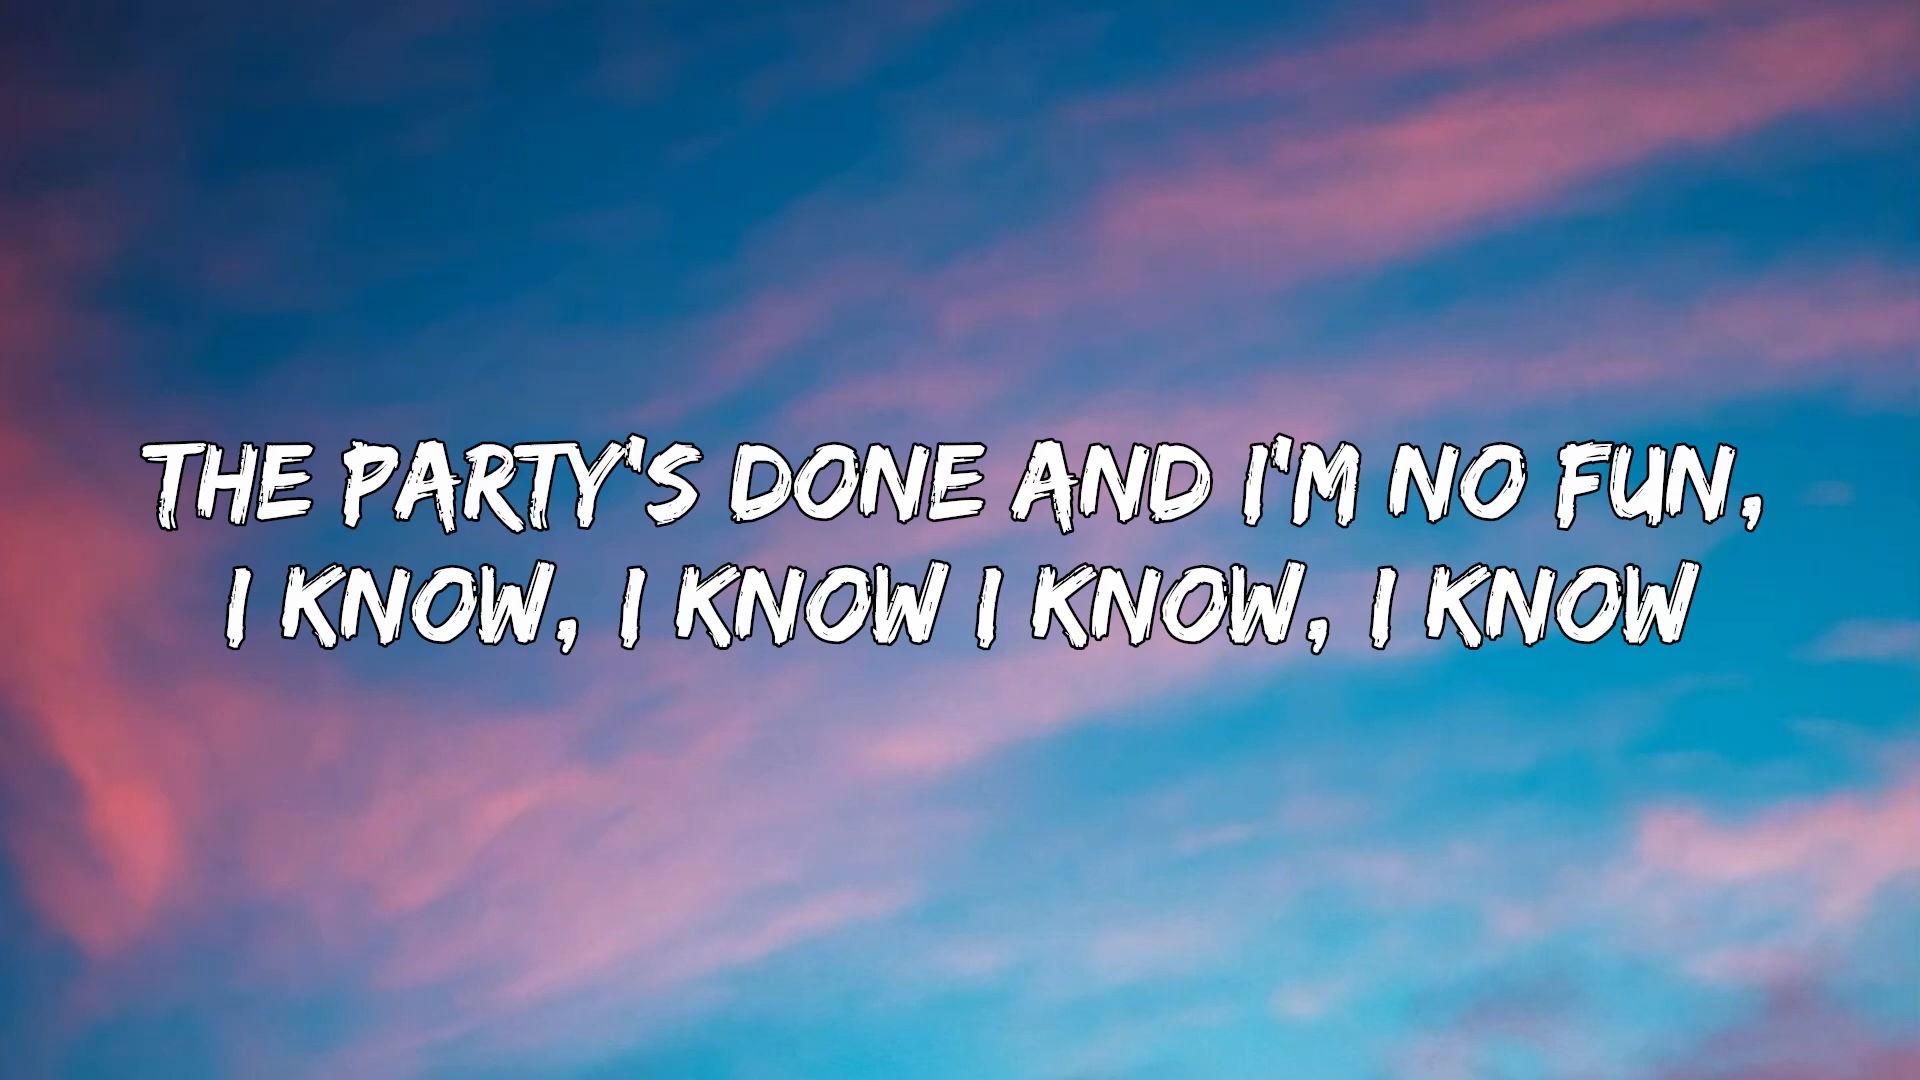 THE PARTY'S DONE AND I'M NO FUN,
I KNOW, I KNOW I KNOW, I KNOW